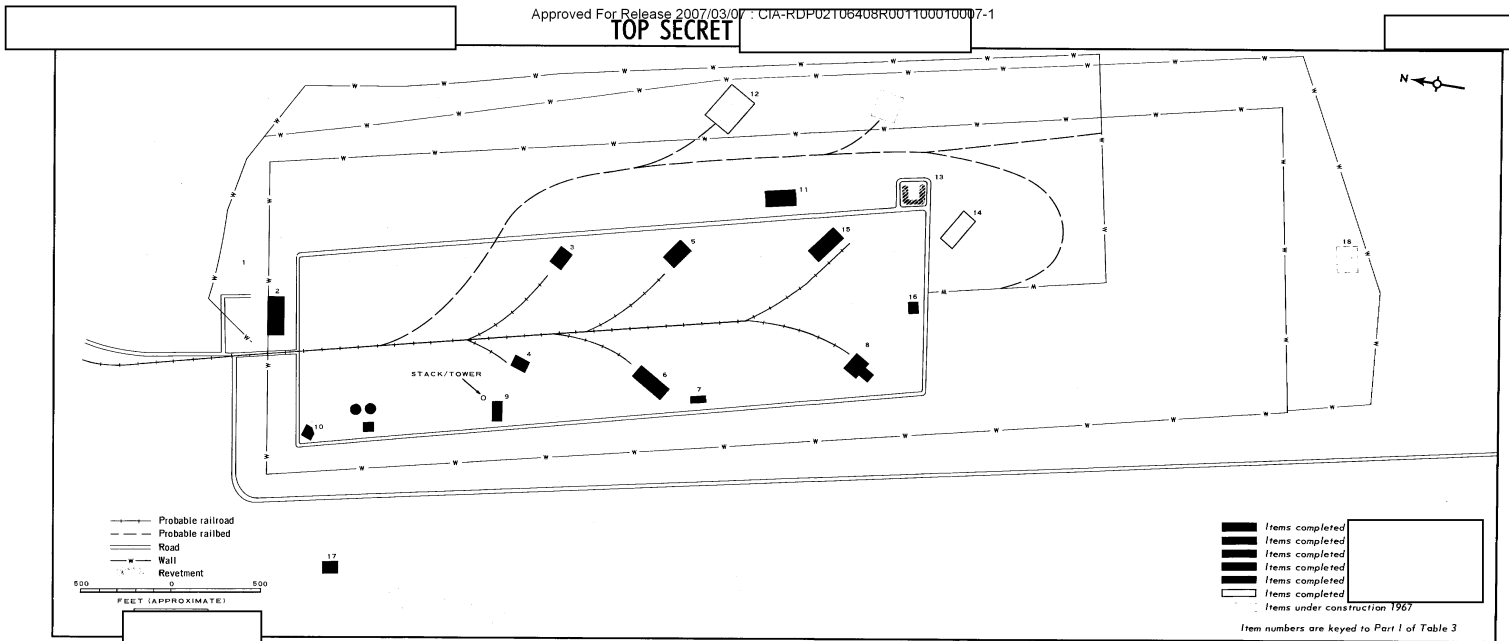 Approved For Release 2007/03/07 : CIA-RDP02T06408R001100010007-1
TOP SECRET
N
12
13
11
14
15
5
3
18
1
2
16
8
4
STACK/TOWER
6
7
9
10
17
Probable railroad
Probable railbed
Road
Wall
Revetment
500 0 500
FEET (APPROXIMATE)
Items completed
Items completed
Items completed
Items completed
Items completed
Items completed
Items under construction 1967
Item numbers are keyed to Part I of Table 3
W